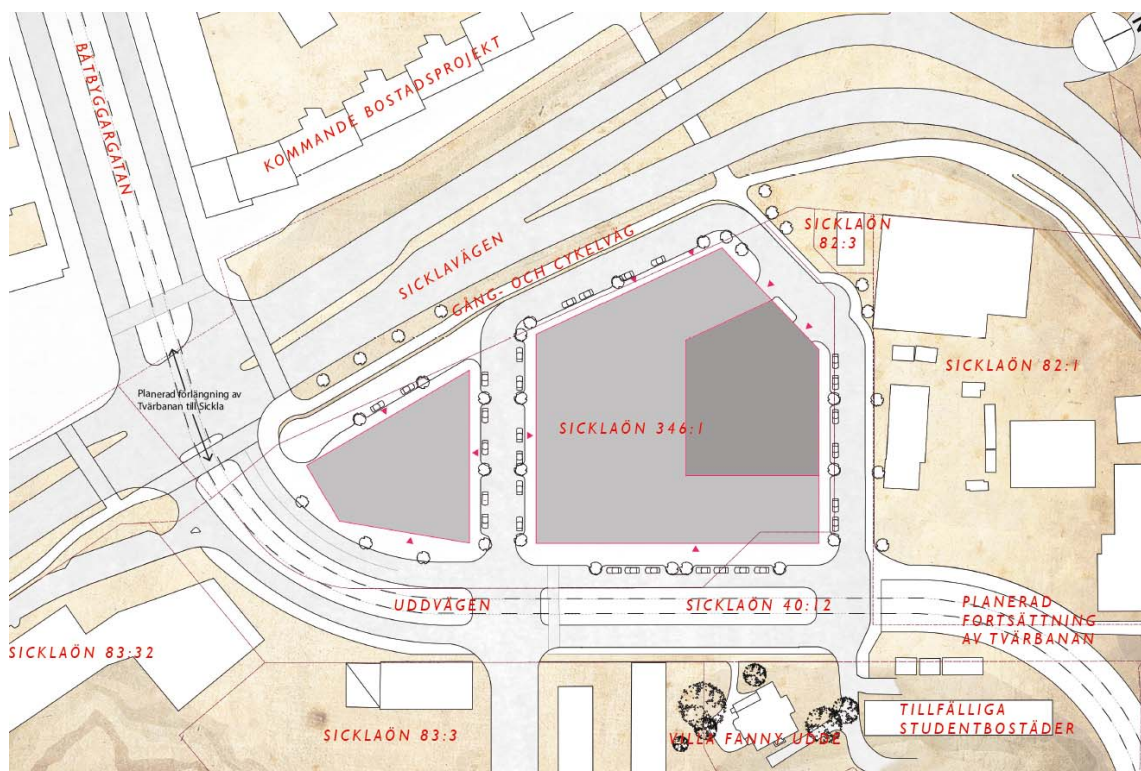 BÅTBYGGARGATAN
KOMMANDE BOSTADSPROJEKT
N
SICKLAVÄGEN
GÅNG- OCH CYKELVÄG
SICKLAÖN
82:3
SICKLAÖN 82:1
Planerad förlängning av
Tvärbanan till Sickla
SICKLAÖN 346:1
UDDVÄGEN
SICKLAÖN 40:12
PLANERAD
FORTSÄTTNING
AV TVÄRBANAN
SICKLAÖN 83:32
SICKLAÖN 83:3
VILLA FANNY UDDE
TILLFÄLLIGA
STUDENTBOSTÄDER